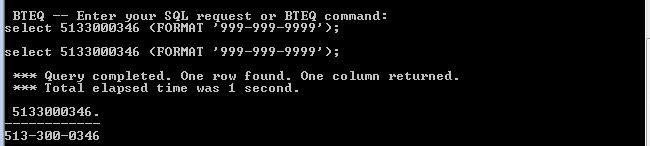 BTEQ -- Enter your SQL request or BTEQ command:
select 5133000346 (FORMAT '999-999-9999');
select 5133000346 (FORMAT '999-999-9999');
*** Query completed. One row found. One column returned.
*** Total elapsed time was 1 second.
5133000346.
------------
513-300-0346